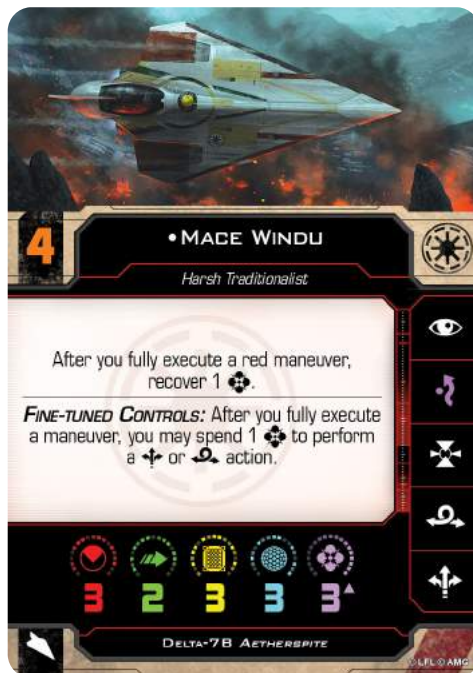 4
•Mace Windu
Harsh Traditionalist
After you fully execute a red maneuver,
recover 1 .
Fine-tuned Controls: After you fully execute
a maneuver, you may spend 1 to perform
a or action.
3 2 3 3 3
Delta-7B Aetherspite
©LFL ©AMG